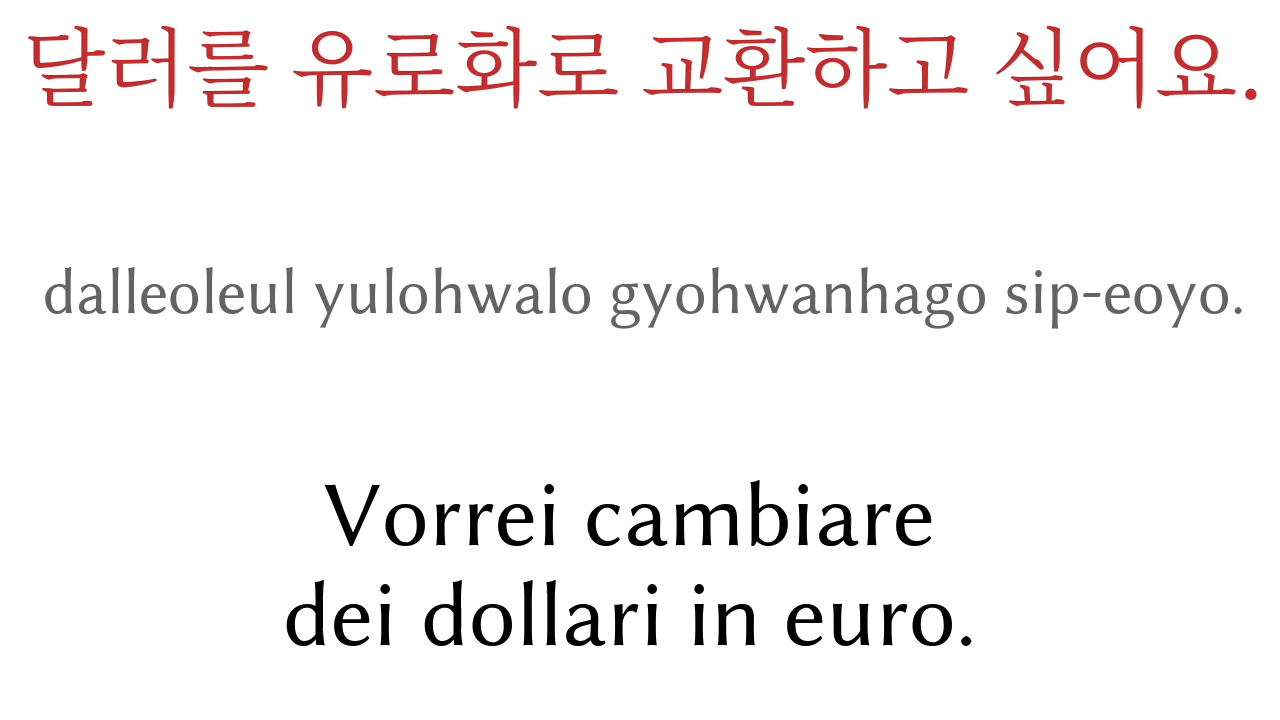 달러를 유로화로 교환하고 싶어요.
dalleoleul yulohwalo gyohwanhago sip-eoyo.
Vorrei cambiare
dei dollari in euro.